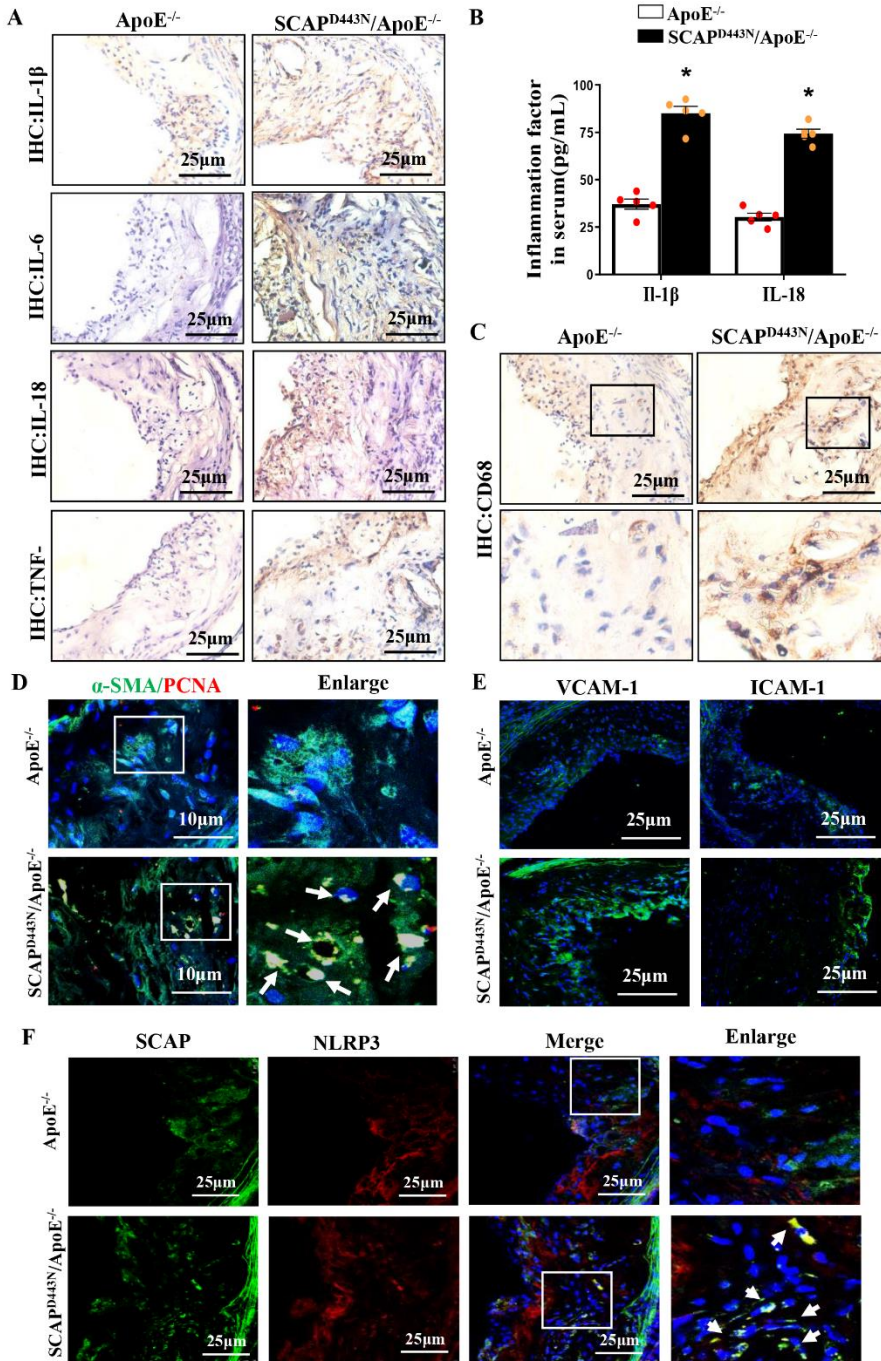 A
ApoE-/-
SCAPD443N/ApoE-/-
IHC:IL-1β
25μm
25μm
IHC:IL-6
25μm
25μm
IHC:IL-18
25μm
25μm
IHC:TNF-
25μm
25μm
B
ApoE-/-
SCAPD443N/ApoE-/-
Inflammation factor
in serum(pg/mL)
100
75
50
25
0
*
*
Il-1β
IL-18
C
ApoE-/-
SCAPD443N/ApoE-/-
IHC:CD68
25μm
25μm
25μm
25μm
D
α-SMA/PCNA
Enlarge
ApoE-/-
10μm
SCAPD443N/ApoE-/-
10μm
E
VCAM-1
ICAM-1
ApoE-/-
25μm
25μm
SCAPD443N/ApoE-/-
25μm
25μm
F
SCAP
NLRP3
Merge
Enlarge
ApoE-/-
25μm
25μm
25μm
SCAPD443N/ApoE-/-
25μm
25μm
25μm